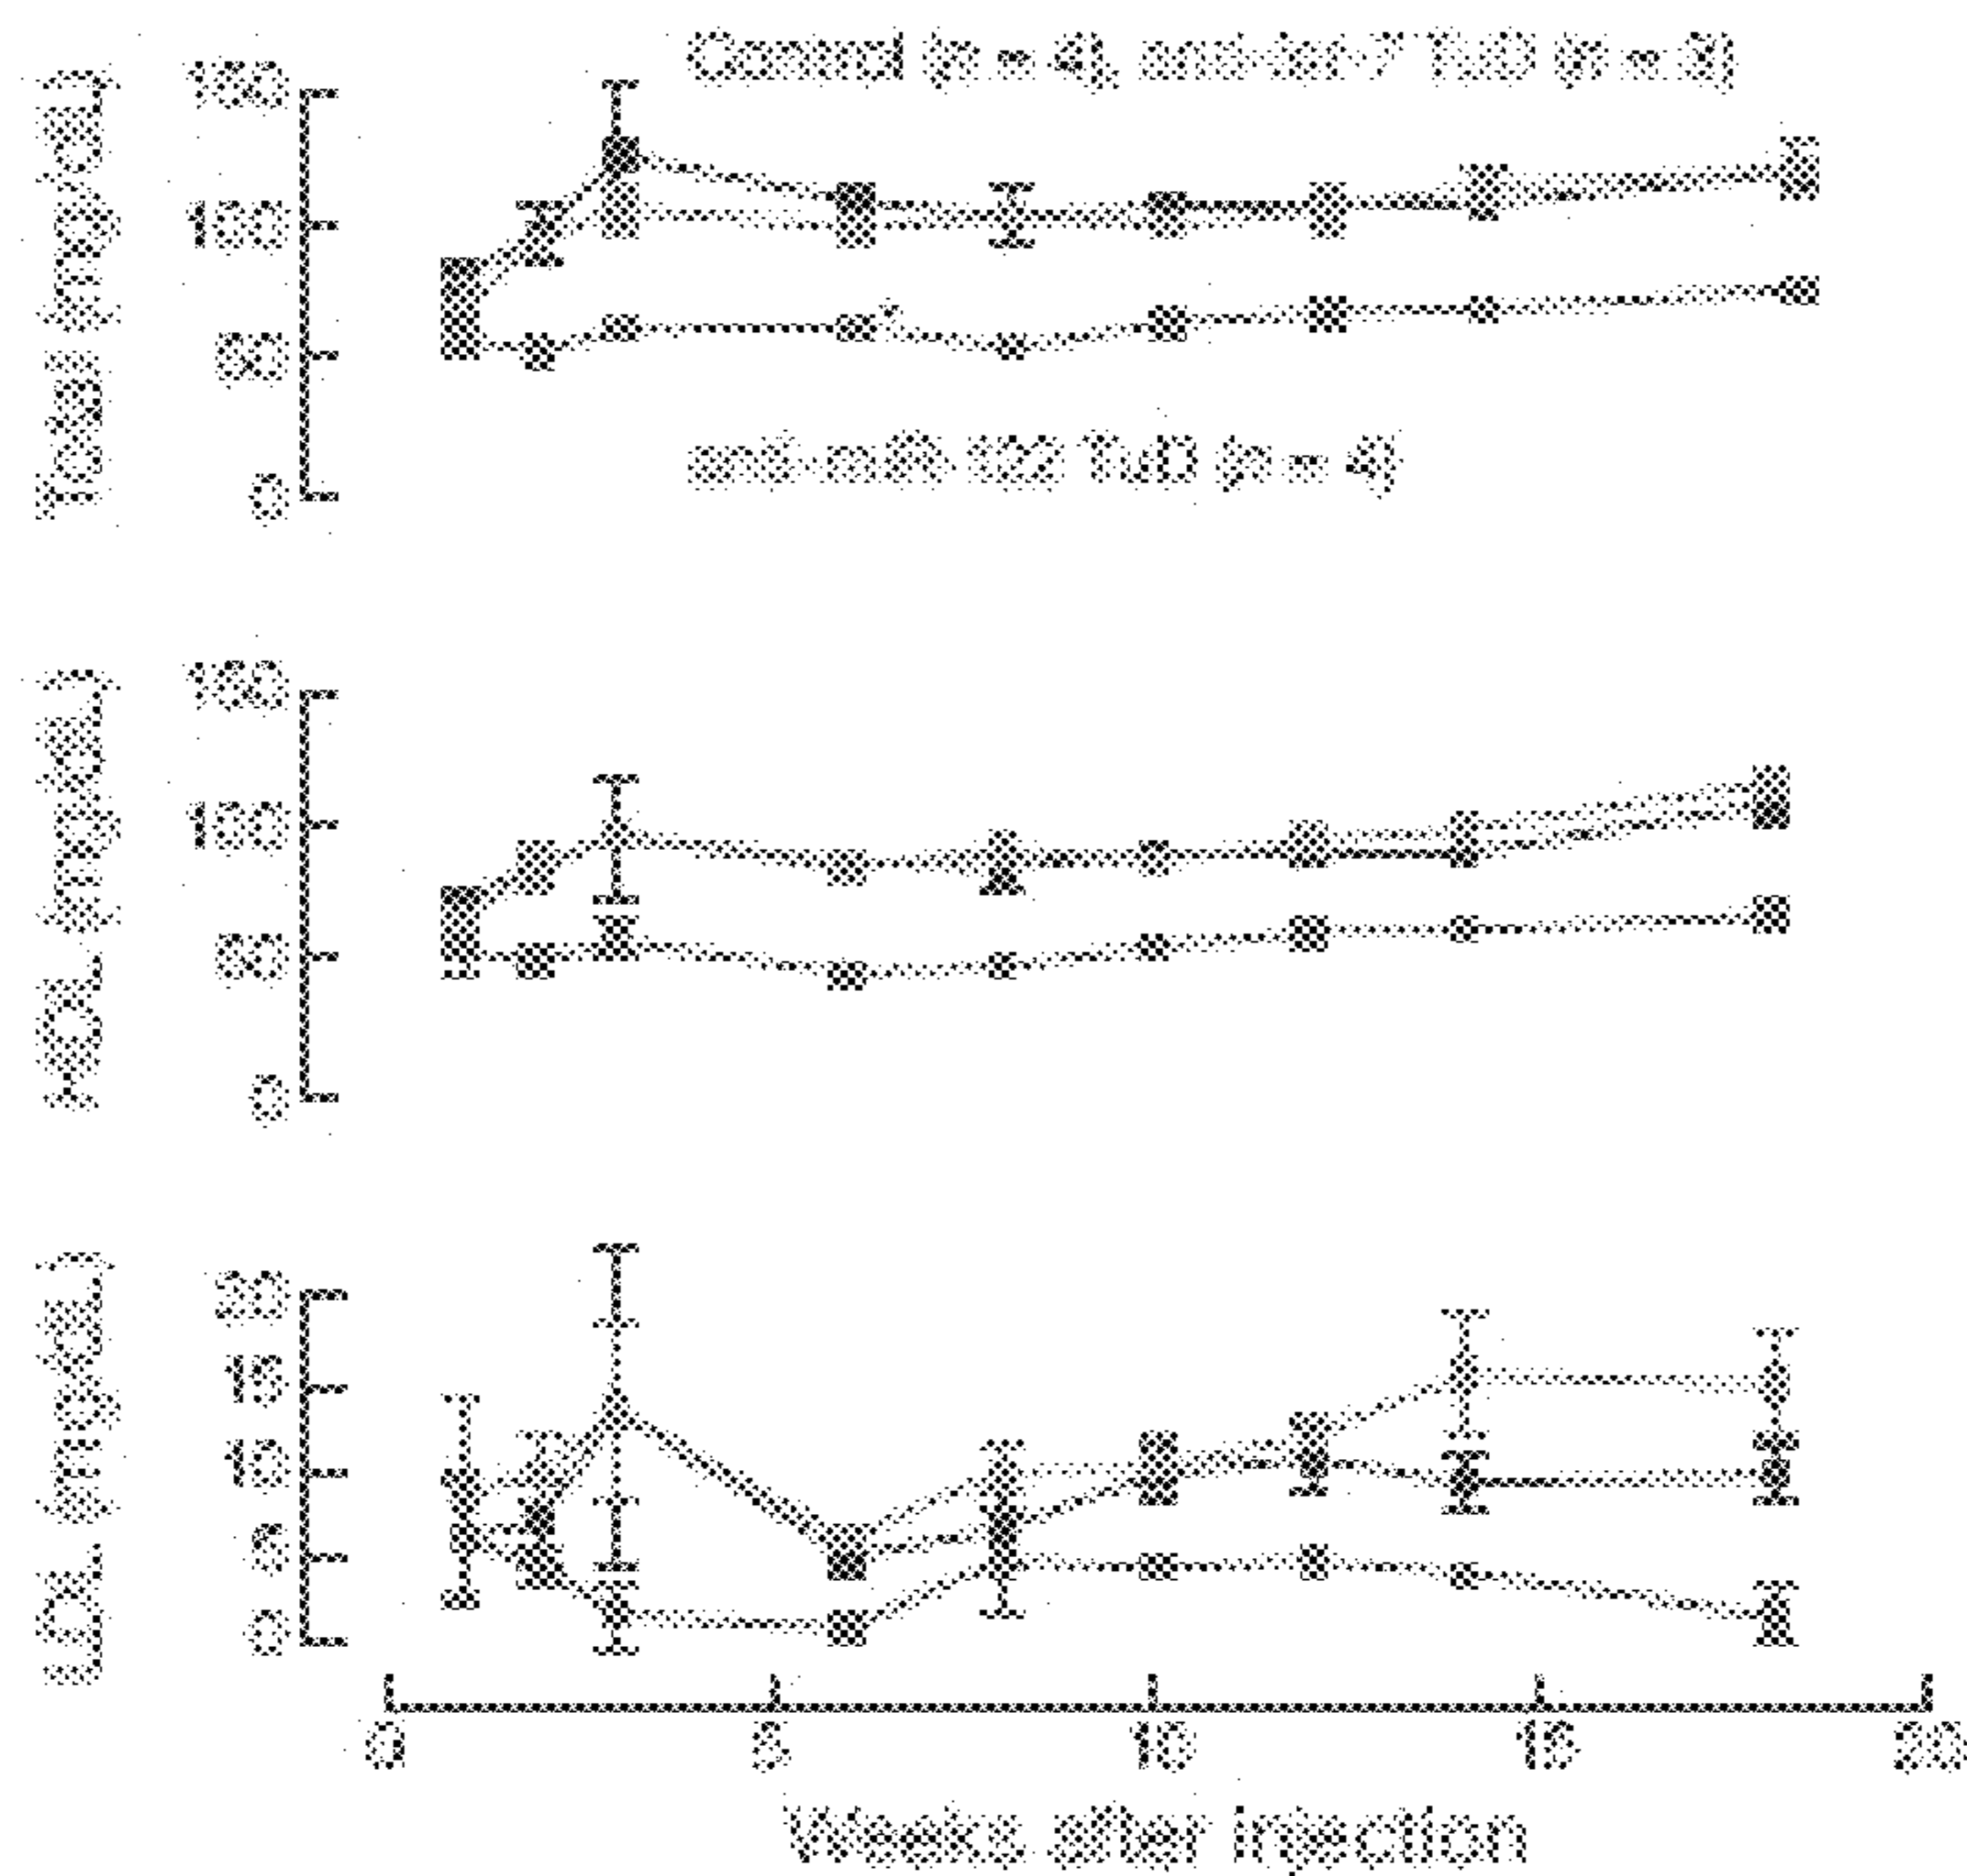 Total (mg/dL)
150
100
50
0
Control (n = 4), anti-let-7 TuD (n = 3)
anti-miR-122 TuD (n = 4)
HDL (mg/dL)
150
100
50
0
LDL (mg/dL)
20
15
10
5
0
0 5 10 15 20
Weeks after injection